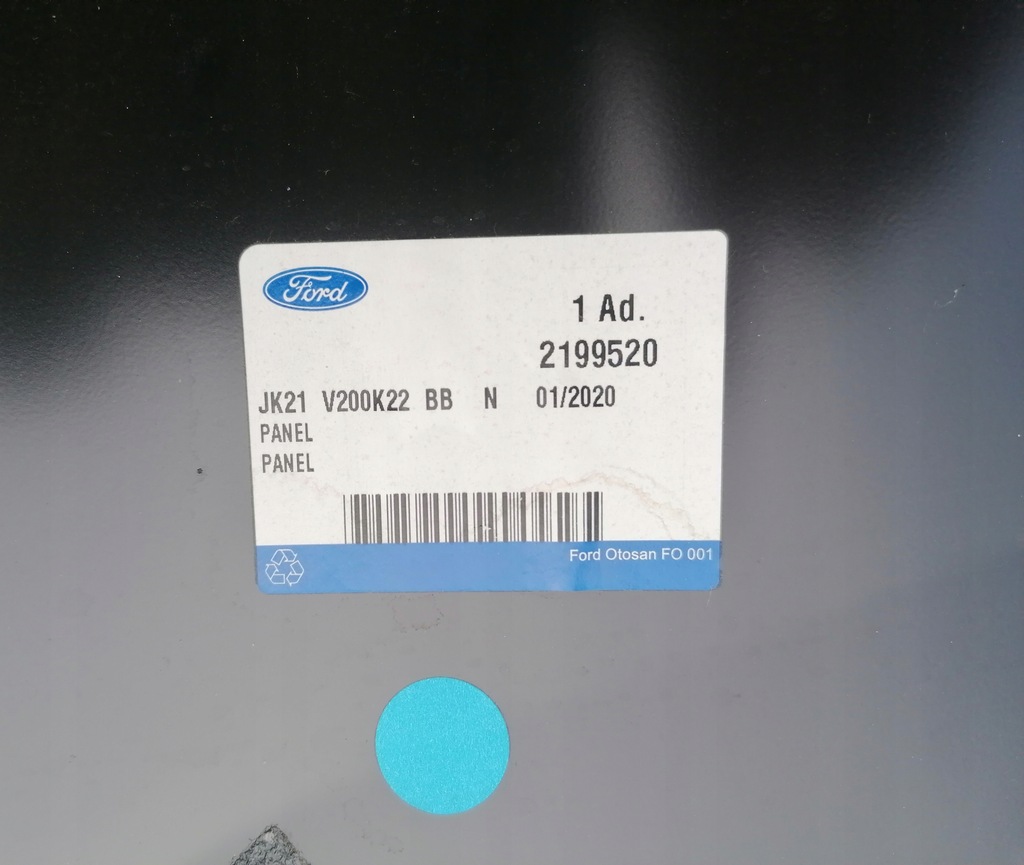 Ford
1 Ad.
2199520
JK21 V200K22 BB N 01/2020
PANEL
PANEL
Ford Otosan FO 001